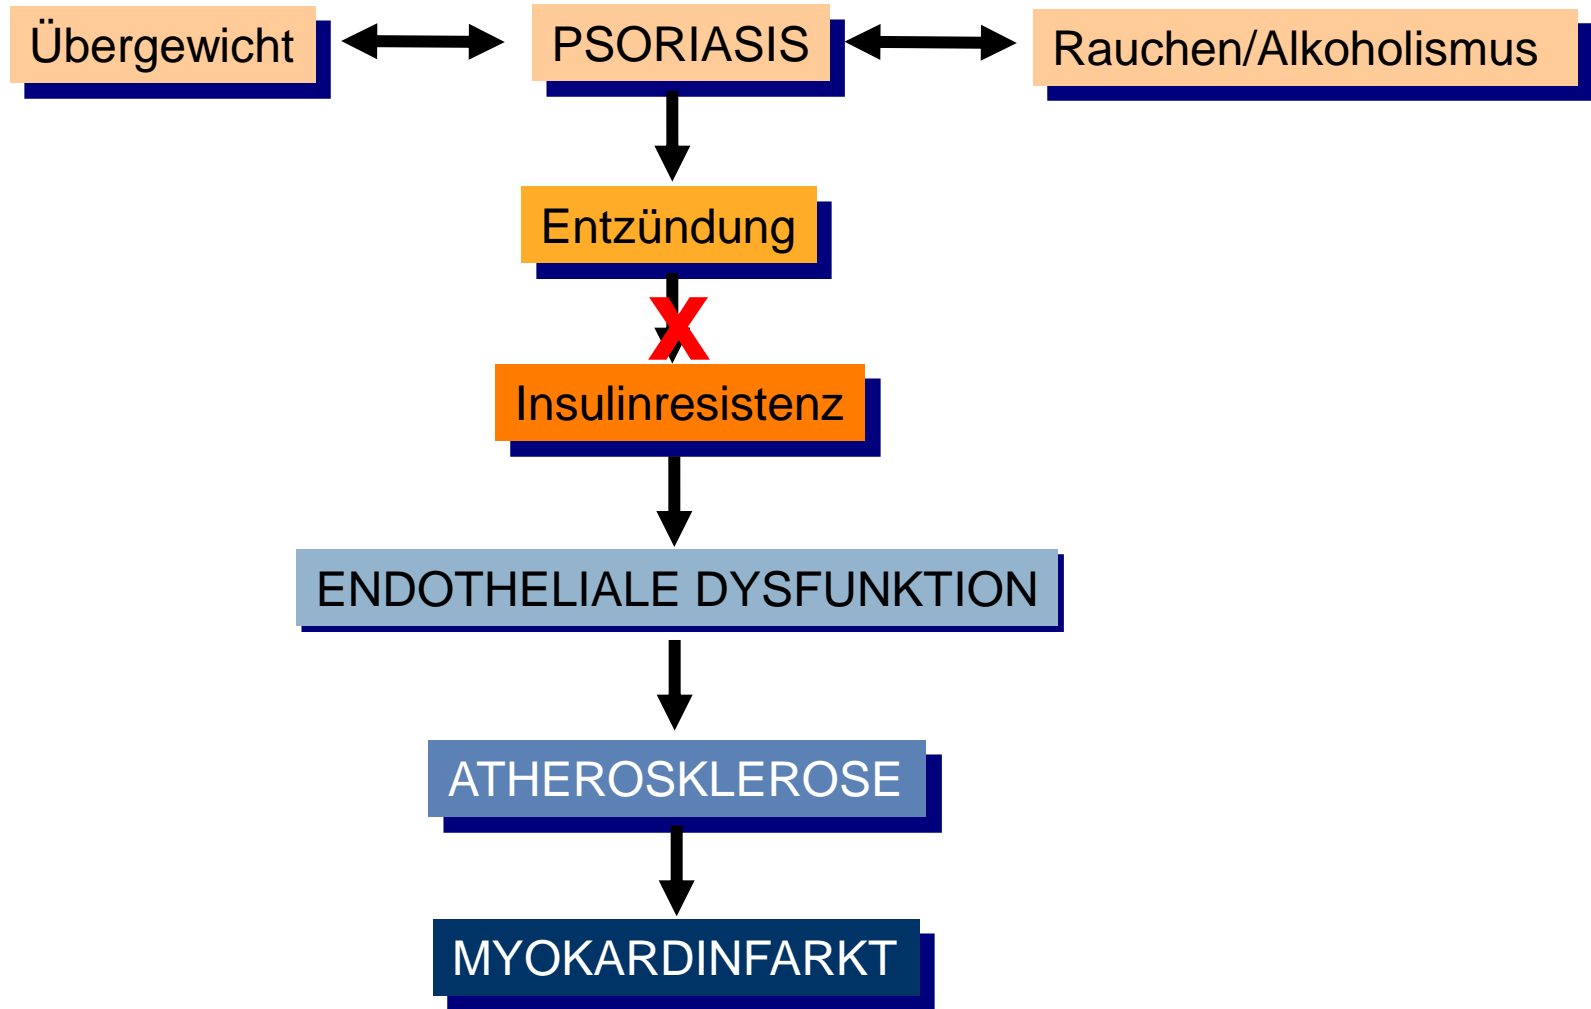 Übergewicht
PSORIASIS
Rauchen/Alkoholismus
Entzündung
X
Insulinresistenz
ENDOTHELIALE DYSFUNKTION
ATHEROSKLEROSE
MYOKARDINFARKT